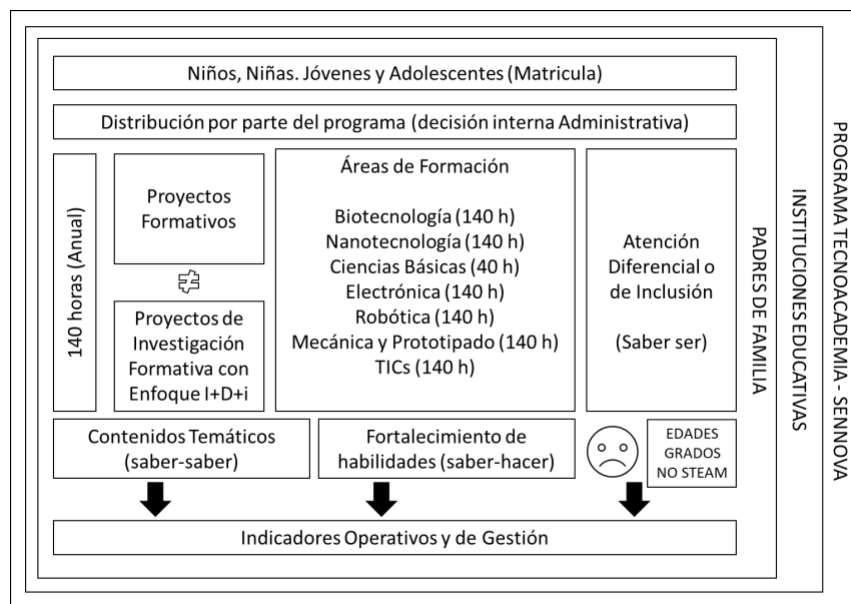 Niños, Niñas. Jóvenes y Adolescentes (Matricula)
Distribución por parte del programa (decisión interna Administrativa)
140 horas (Anual)
Proyectos
Formativos
≠
Proyectos de
Investigación
Formativa con
Enfoque I+D+i
Áreas de Formación
Biotecnología (140 h)
Nanotecnología (140 h)
Ciencias Básicas (40 h)
Electrónica (140 h)
Robótica (140 h)
Mecánica y Prototipado (140 h)
TICs (140 h)
Atención
Diferencial o
de Inclusión
(Saber ser)
Contenidos Temáticos
(saber-saber)
Fortalecimiento de
habilidades (saber-hacer)
EDADES
GRADOS
NO STEAM
Indicadores Operativos y de Gestión
PADRES DE FAMILIA
INSTITUCIONES EDUCATIVAS
PROGRAMA TECNOACADEMIA - SENNOVA